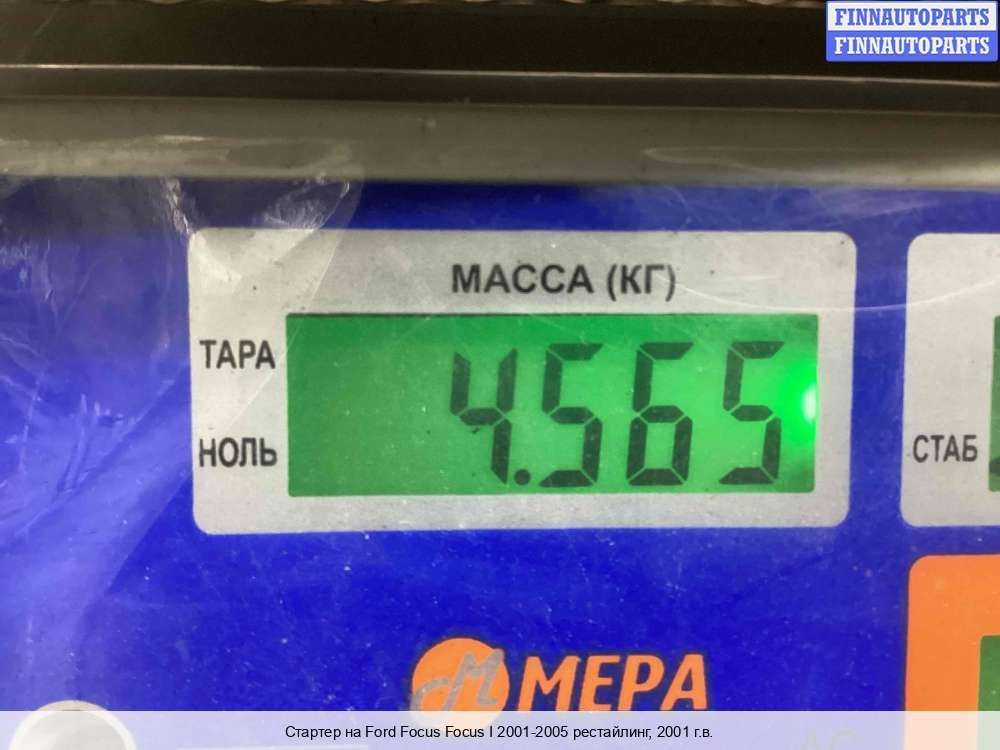 FINNAUTOPARTS
FINNAUTOPARTS
МАССА (КГ)
ТАРА
4.565
НОЛЬ
СТАБ
МЕРА
Стартер на Ford Focus Focus I 2001-2005 рестайлинг, 2001 г.в.